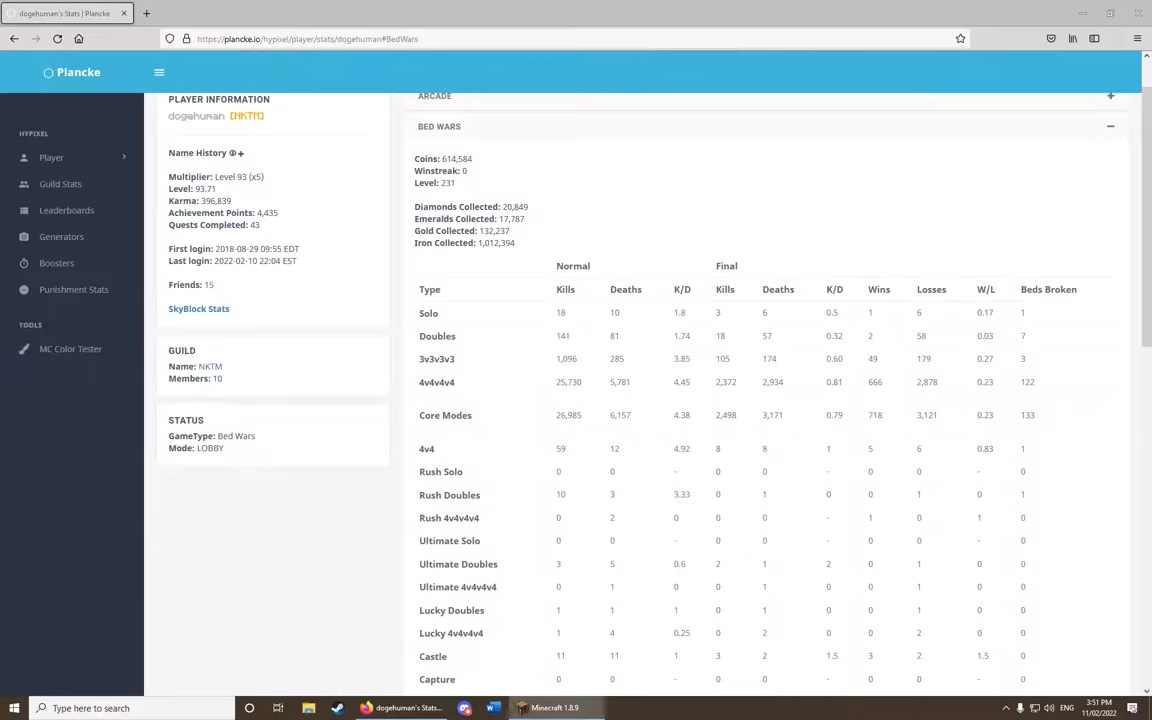 dogehuman's Stats | Plancke
https://plancke.io/hypixel/player/stats/dogehuman#BedWars
Plancke
HYPIXEL
Player
Guild Stats
Leaderboards
Generators
Boosters
Punishment Stats
TOOLS
MC Color Tester
PLAYER INFORMATION
dogehuman [NKTM]
Name History
Multiplier: Level 93 (x5)
Level: 93.71
Karma: 396,839
Achievement Points: 4,435
Quests Completed: 43
First login: 2018-08-29 09:55 EDT
Last login: 2022-02-10 22:04 EST
Friends: 15
SkyBlock Stats
GUILD
Name: NKTM
Members: 10
STATUS
GameType: Bed Wars
Mode: LOBBY
ARCADE +
BED WARS −
Coins: 614,584
Winstreak: 0
Level: 231
Diamonds Collected: 20,849
Emeralds Collected: 17,787
Gold Collected: 132,237
Iron Collected: 1,012,394
Normal Final
Type Kills Deaths K/D Kills Deaths K/D Wins Losses W/L Beds Broken
Solo 18 10 1.8 3 6 0.5 1 6 0.17 1
Doubles 141 81 1.74 18 57 0.32 2 58 0.03 7
3v3v3v3 1,096 285 3.85 105 174 0.60 49 179 0.27 3
4v4v4v4 25,730 5,781 4.45 2,372 2,934 0.81 666 2,878 0.23 122
Core Modes 26,985 6,157 4.38 2,498 3,171 0.79 718 3,121 0.23 133
4v4 59 12 4.92 8 8 1 5 6 0.83 1
Rush Solo 0 0 - 0 0 - 0 0 - 0
Rush Doubles 10 3 3.33 0 1 0 0 1 0 1
Rush 4v4v4v4 0 2 0 0 0 - 1 0 1 0
Ultimate Solo 0 0 - 0 0 - 0 0 - 0
Ultimate Doubles 3 5 0.6 2 1 2 0 1 0 0
Ultimate 4v4v4v4 0 1 0 0 1 0 0 1 0 0
Lucky Doubles 1 1 1 0 1 0 0 1 0 0
Lucky 4v4v4v4 1 4 0.25 0 2 0 0 2 0 0
Castle 11 11 1 3 2 1.5 3 2 1.5 0
Capture 0 0 - 0 0 - 0 0 - 0
Type here to search
dogehuman's Stats...
Minecraft 1.8.9
ENG
3:51 PM
11/02/2022